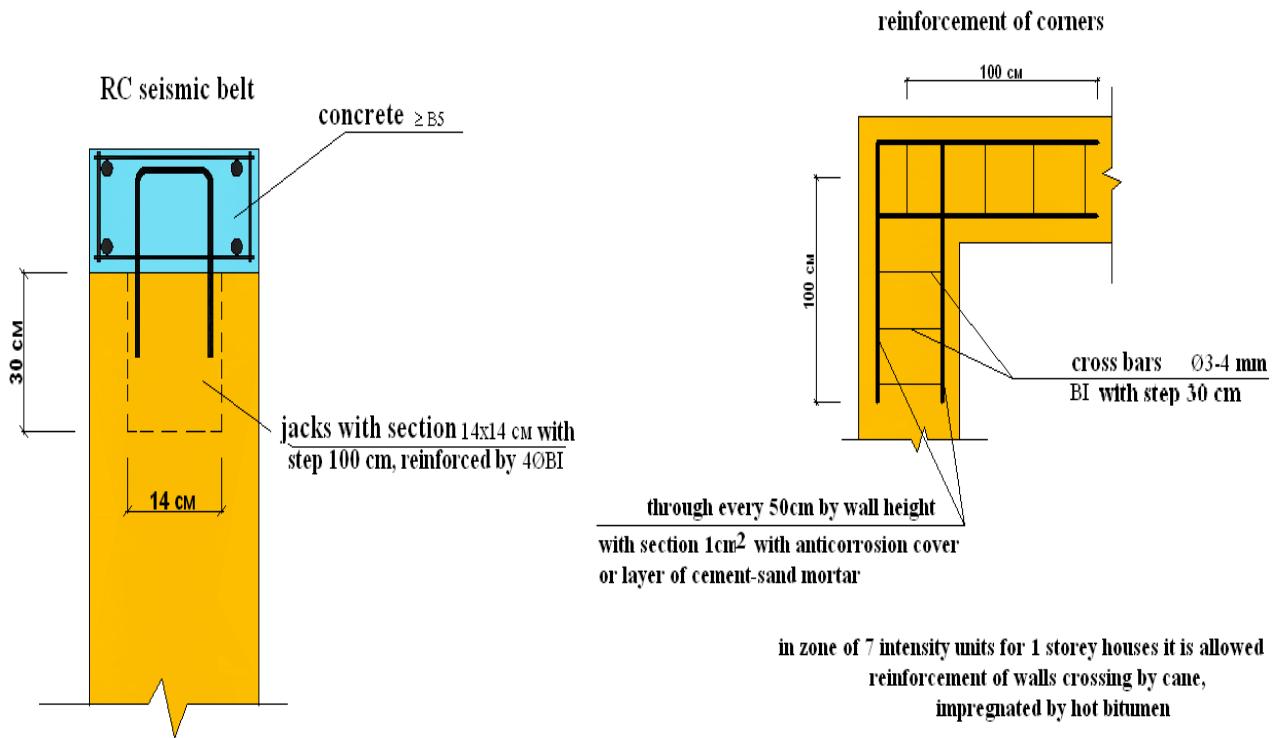 RC seismic belt
concrete ≥ B5
30 см
14 см
jacks with section 14x14 см with
step 100 cm, reinforced by 4ØBI
reinforcement of corners
100 см
100 см
cross bars Ø3-4 mm
BI with step 30 cm
through every 50cm by wall height
with section 1cm² with anticorrosion cover
or layer of cement-sand mortar
in zone of 7 intensity units for 1 storey houses it is allowed
reinforcement of walls crossing by cane,
impregnated by hot bitumen